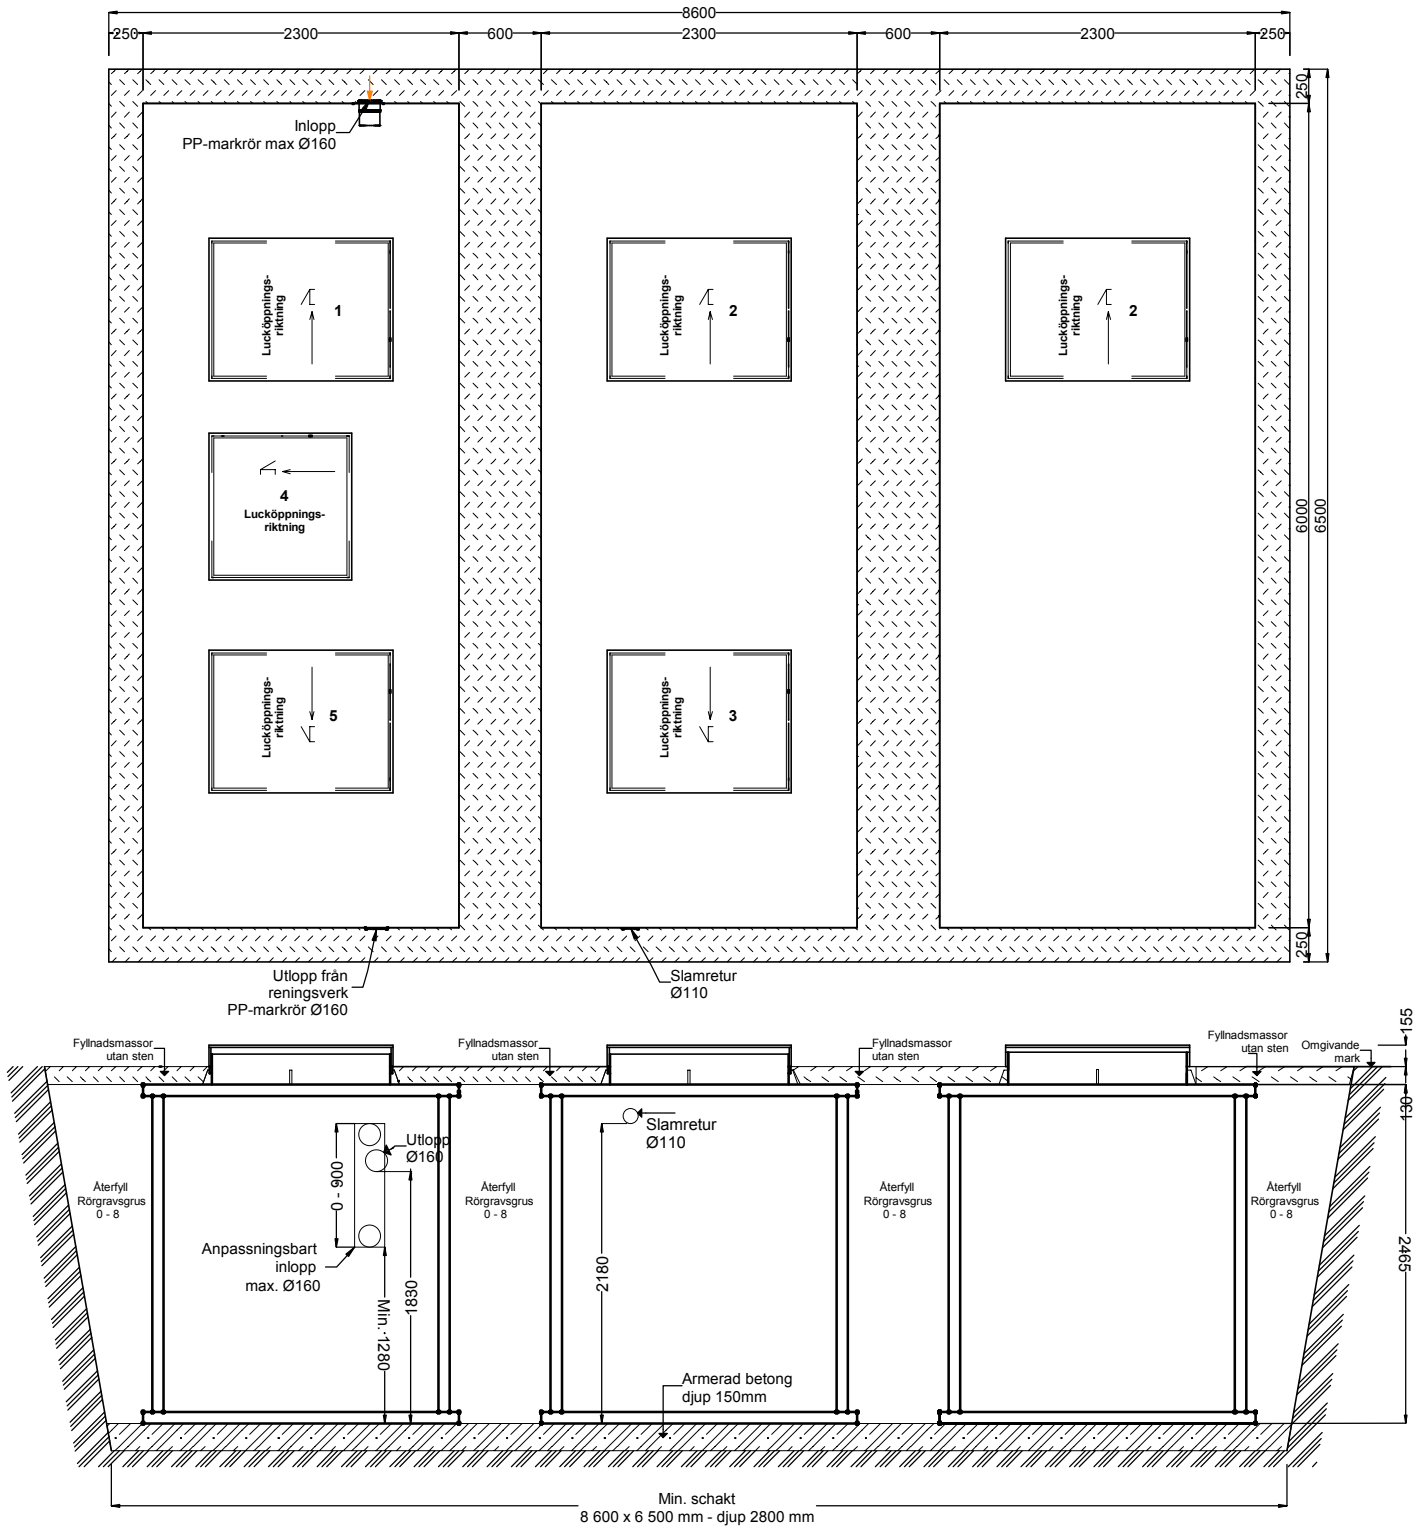 8600
250
2300
600
2300
600
2300
250
250
Inlopp
PP-markrör max Ø160
Lucköppnings-
riktning
1
Lucköppnings-
riktning
2
Lucköppnings-
riktning
2
4
Lucköppnings-
riktning
6000
6500
Lucköppnings-
riktning
5
Lucköppnings-
riktning
3
250
Utlopp från
reningsverk
PP-markrör Ø160
Slamretur
Ø110
Fyllnadsmassor
utan sten
Fyllnadsmassor
utan sten
Fyllnadsmassor
utan sten
Fyllnadsmassor
utan sten
Omgivande
mark
155
130
Slamretur
Ø110
Utlopp
Ø160
0 - 900
Återfyll
Rörgravsgrus
0 - 8
Återfyll
Rörgravsgrus
0 - 8
Återfyll
Rörgravsgrus
0 - 8
Återfyll
Rörgravsgrus
0 - 8
Anpassningsbart
inlopp
max. Ø160
Min. 1280
1830
2180
2465
Armerad betong
djup 150mm
Min. schakt
8 600 x 6 500 mm - djup 2800 mm